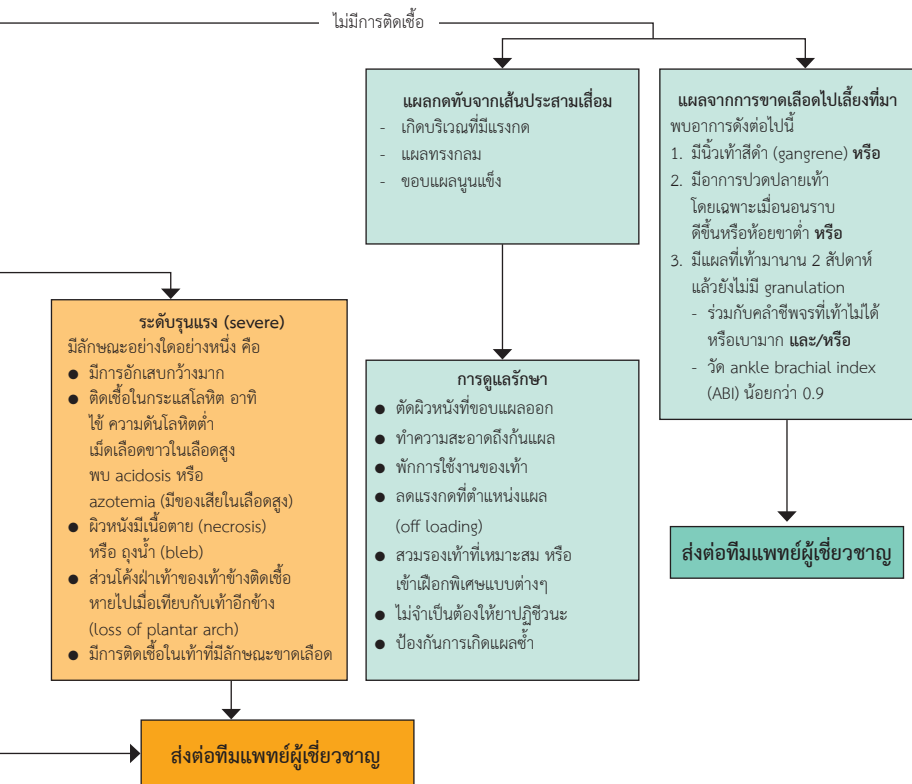 ไม่มีการติดเชื้อ
แผลกดทับจากเส้นประสามเสื่อม
- เกิดบริเวณที่มีแรงกด
- แผลทรงกลม
- ขอบแผลนูนแข็ง
แผลจากการขาดเลือดไปเลี้ยงที่มา
พบอาการดังต่อไปนี้
1. มีนิ้วเท้าสีดำ (gangrene) หรือ
2. มีอาการปวดปลายเท้า
โดยเฉพาะเมื่อนอนราบ
ดีขึ้นหรือห้อยขาต่ำ หรือ
3. มีแผลที่เท้ามานาน 2 สัปดาห์
แล้วยังไม่มี granulation
- ร่วมกับคลำชีพจรที่เท้าไม่ได้
หรือเบามาก และ/หรือ
- วัด ankle brachial index
(ABI) น้อยกว่า 0.9
ระดับรุนแรง (severe)
มีลักษณะอย่างใดอย่างหนึ่ง คือ
● มีการอักเสบกว้างมาก
● ติดเชื้อในกระแสโลหิต อาทิ
ไข้ ความดันโลหิตต่ำ
เม็ดเลือดขาวในเลือดสูง
พบ acidosis หรือ
azotemia (มีของเสียในเลือดสูง)
● ผิวหนังมีเนื้อตาย (necrosis)
หรือ ถุงน้ำ (bleb)
● ส่วนโค้งฝ่าเท้าของเท้าข้างติดเชื้อ
หายไปเมื่อเทียบกับเท้าอีกข้าง
(loss of plantar arch)
● มีการติดเชื้อในเท้าที่มีลักษณะขาดเลือด
การดูแลรักษา
● ตัดผิวหนังที่ขอบแผลออก
● ทำความสะอาดถึงก้นแผล
● พักการใช้งานของเท้า
● ลดแรงกดที่ตำแหน่งแผล
(off loading)
● สวมรองเท้าที่เหมาะสม หรือ
เข้าเฝือกพิเศษแบบต่างๆ
● ไม่จำเป็นต้องให้ยาปฏิชีวนะ
● ป้องกันการเกิดแผลซ้ำ
ส่งต่อทีมแพทย์ผู้เชี่ยวชาญ
ส่งต่อทีมแพทย์ผู้เชี่ยวชาญ